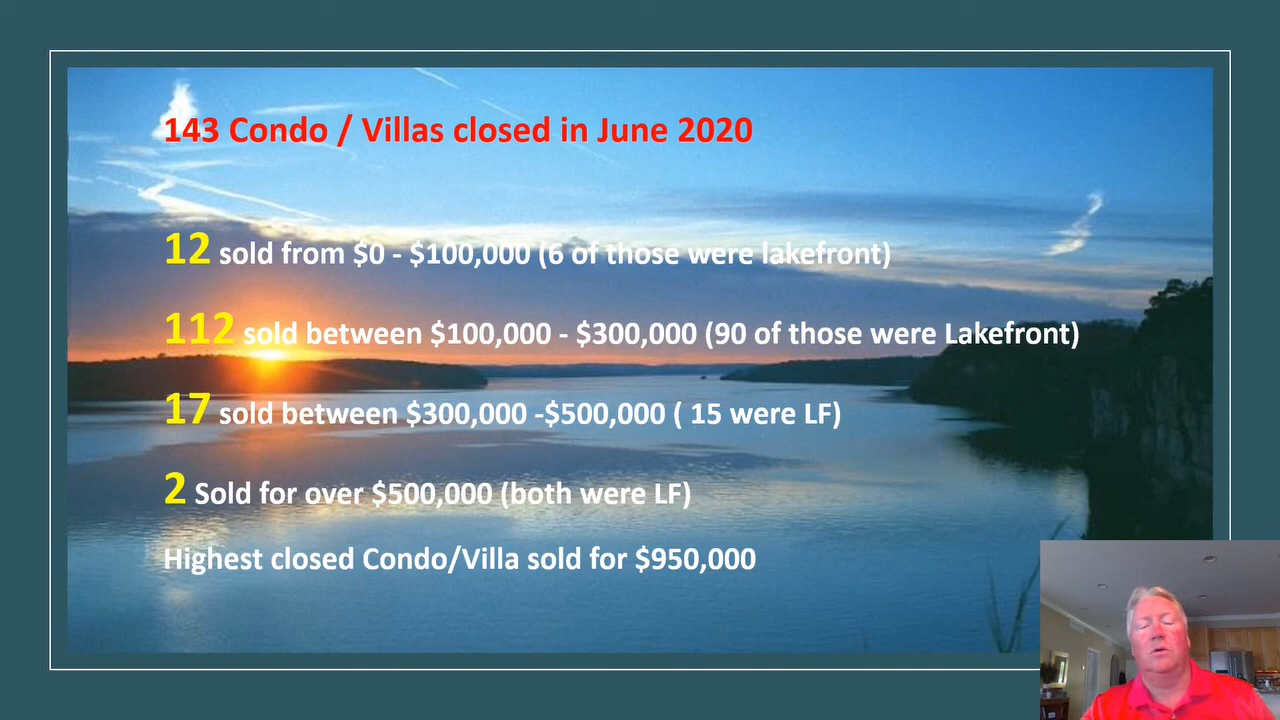 143 Condo / Villas closed in June 2020
12 sold from $0 - $100,000 (6 of those were lakefront)
112 sold between $100,000 - $300,000 (90 of those were Lakefront)
17 sold between $300,000 -$500,000 ( 15 were LF)
2 Sold for over $500,000 (both were LF)
Highest closed Condo/Villa sold for $950,000